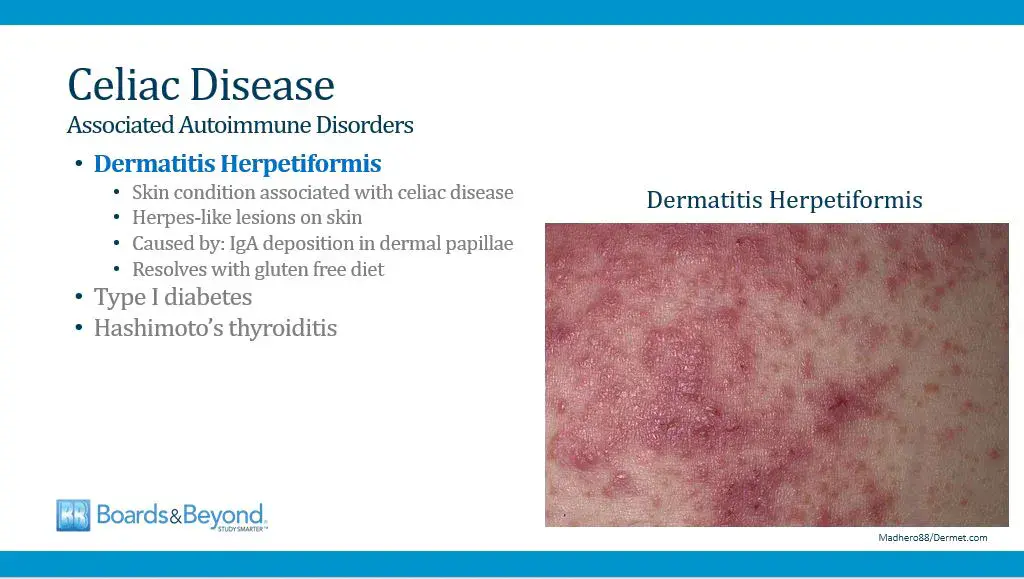 Celiac Disease
Associated Autoimmune Disorders
• Dermatitis Herpetiformis
• Skin condition associated with celiac disease
• Herpes-like lesions on skin
• Caused by: IgA deposition in dermal papillae
• Resolves with gluten free diet
• Type I diabetes
• Hashimoto’s thyroiditis
Dermatitis Herpetiformis
Madhero88/Dermet.com
BB Boards&Beyond.
STUDY SMARTER™